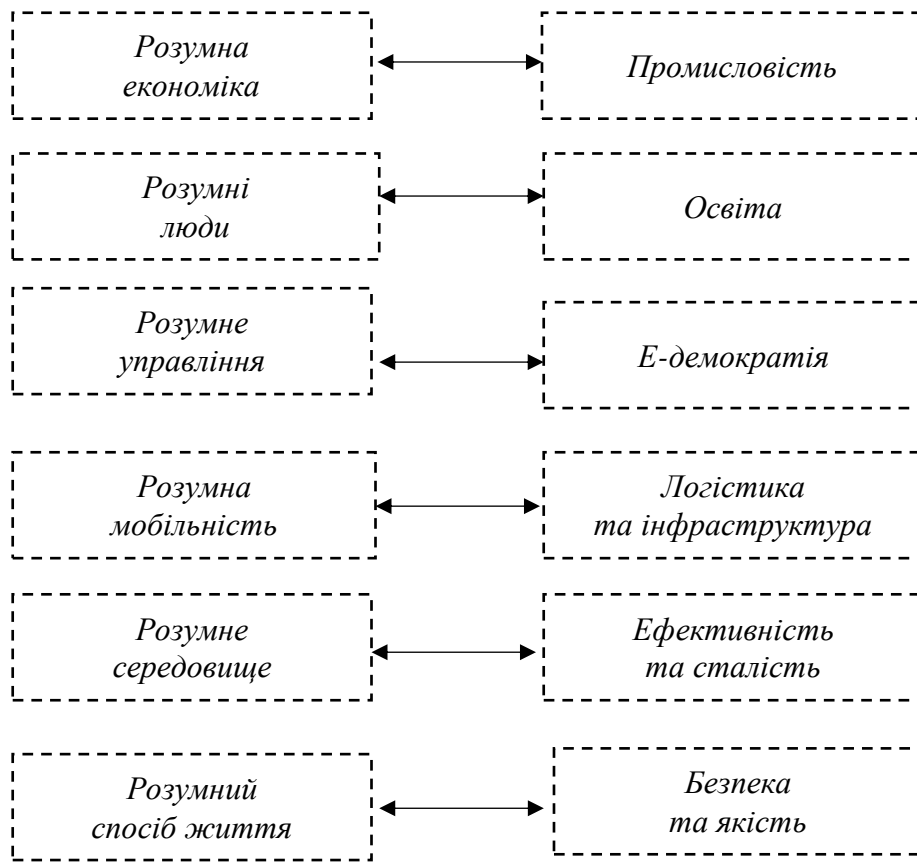 Розумна
економіка
Промисловість
Розумні
люди
Освіта
Розумне
управління
Е-демократія
Розумна
мобільність
Логістика
та інфраструктура
Розумне
середовище
Ефективність
та сталість
Розумний
спосіб життя
Безпека
та якість